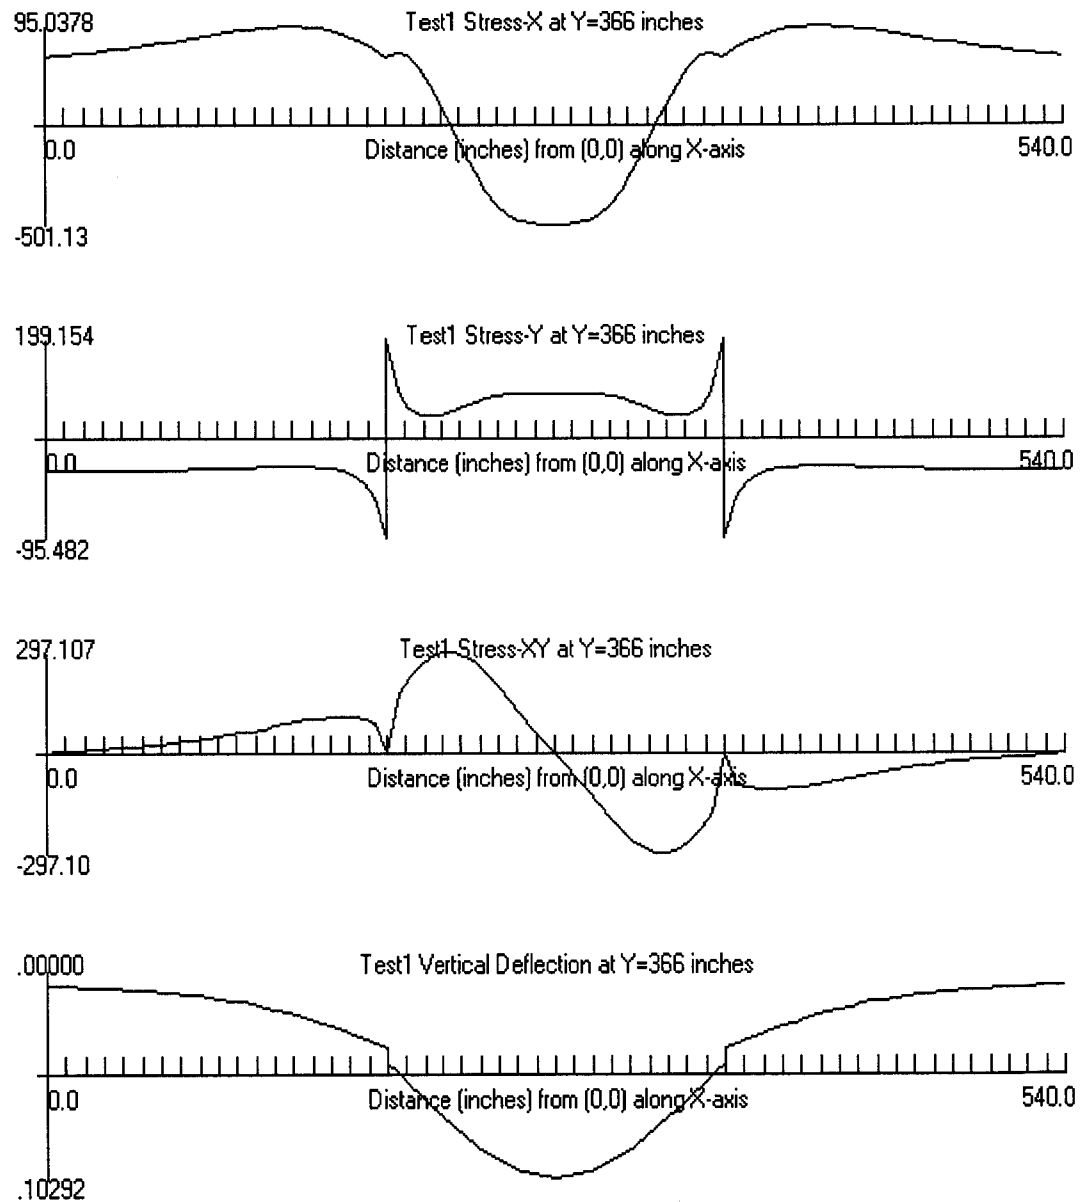 95.0378
Test1 Stress-X at Y=366 inches
0.0
Distance (inches) from (0,0) along X-axis
540.0
-501.13
199.154
Test1 Stress-Y at Y=366 inches
0.0
Distance (inches) from (0,0) along X-axis
540.0
-95.482
297.107
Test1 Stress-XY at Y=366 inches
0.0
Distance (inches) from (0,0) along X-axis
540.0
-297.10
.00000
Test1 Vertical Deflection at Y=366 inches
0.0
Distance (inches) from (0,0) along X-axis
540.0
.10292